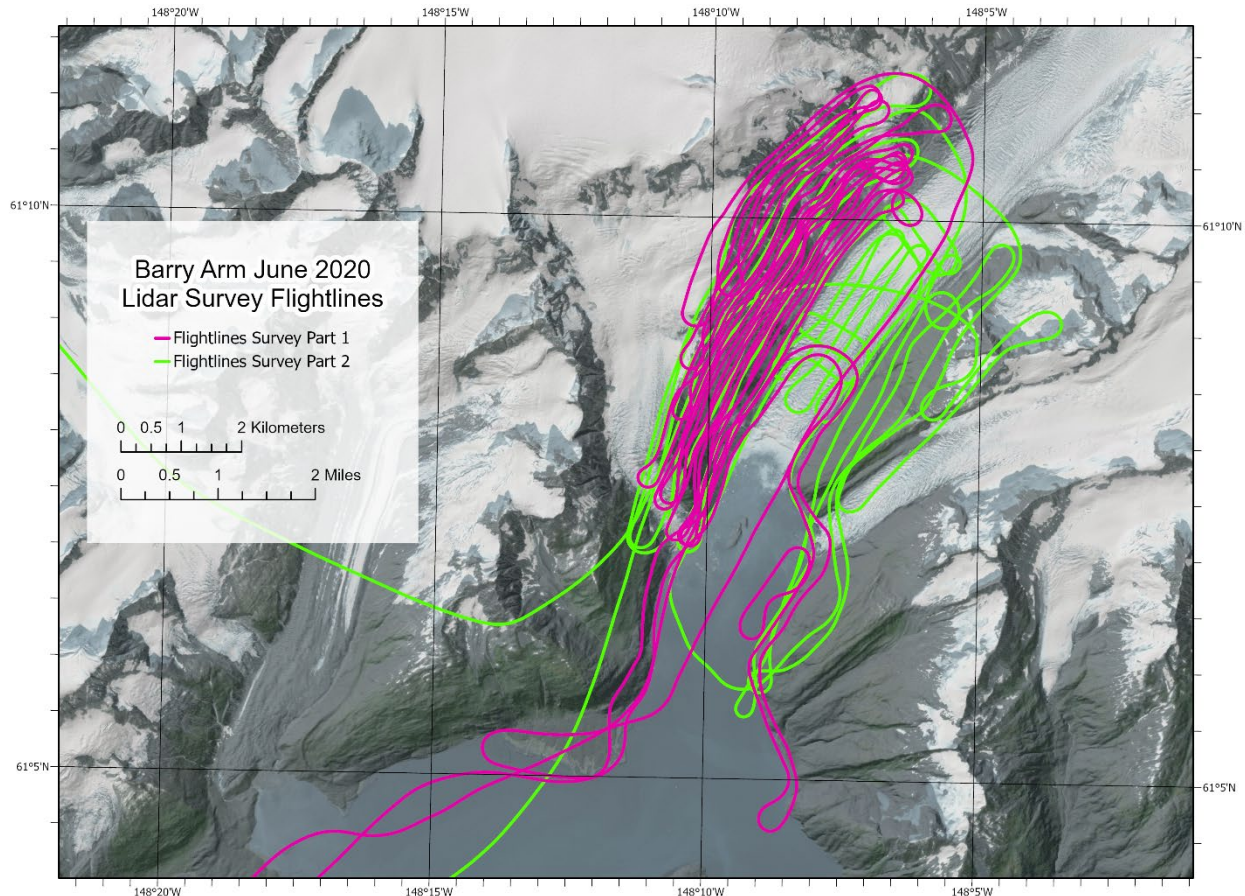 148°20'W 148°15'W 148°10'W 148°5'W
61°10'N 61°10'N
Barry Arm June 2020
Lidar Survey Flightlines
Flightlines Survey Part 1
Flightlines Survey Part 2
0 0.5 1 2 Kilometers
0 0.5 1 2 Miles
61°5'N 61°5'N
148°20'W 148°15'W 148°10'W 148°5'W